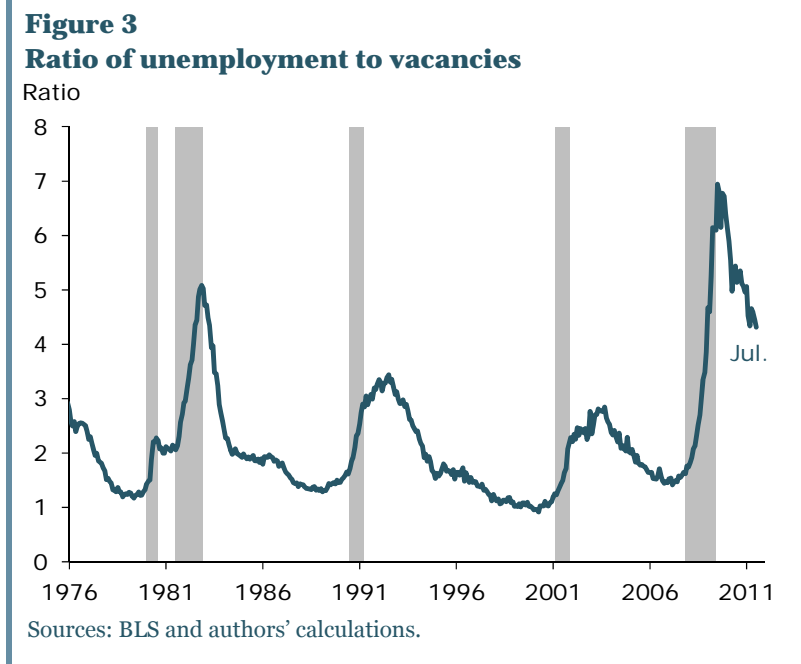 Figure 3
Ratio of unemployment to vacancies
Ratio
8
7
6
5
4
Jul.
3
2
1
0
1976 1981 1986 1991 1996 2001 2006 2011
Sources: BLS and authors’ calculations.